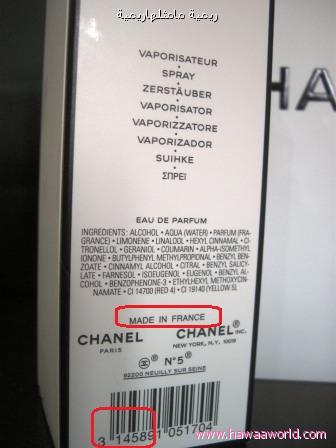 VAPORISATEUR
•
SPRAY
•
ZERSTÄUBER
•
VAPORISATOR
•
VAPORIZZATORE
•
VAPORIZADOR
•
SUIHKE
•
ΣΠΡΕΪ
EAU DE PARFUM
INGREDIENTS: ALCOHOL • AQUA (WATER) • PARFUM (FRA-
GRANCE) • LIMONENE • LINALOOL • HEXYL CINNAMAL • CI-
TRONELLOL • GERANIOL • COUMARIN • ALPHA-ISOMETHYL
IONONE • BUTYLPHENYL METHYLPROPIONAL • BENZYL BEN-
ZOATE • CINNAMYL ALCOHOL • CITRAL • BENZYL SALICY-
LATE • FARNESOL • ISOEUGENOL • EUGENOL • BENZYL AL-
COHOL • BENZOPHENONE-3 • ETHYLHEXYL METHOXYCIN-
NAMATE • CI 14700 (RED 4) • CI 19140 (YELLOW 5).
MADE IN FRANCE
CHANEL CHANEL INC.
PARIS NEW YORK, N.Y. 10019
N°5
92200 NEUILLY SUR SEINE
3 145891 051704
HA
www.hawaaworld.com